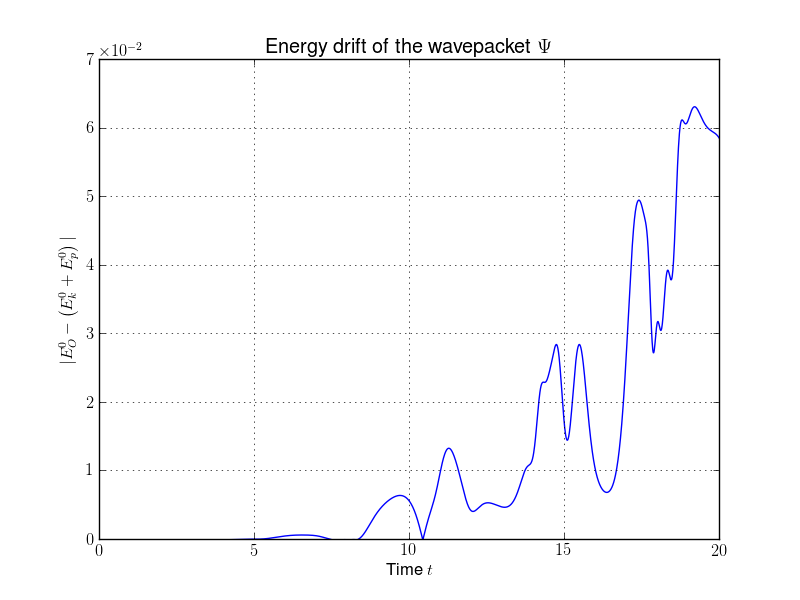 Energy drift of the wavepacket Ψ
×10⁻²
7
6
5
4
3
2
1
0
0 5 10 15 20
|E_O^0 − (E_k^0 + E_p^0) |
Time t